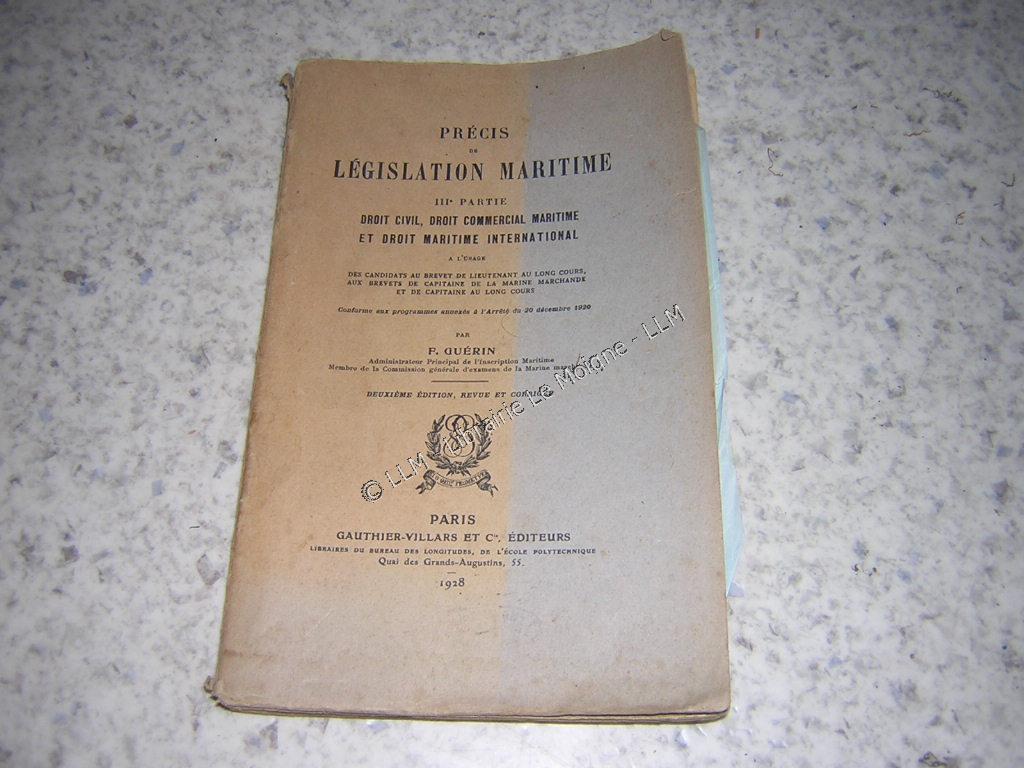 PRÉCIS
DE
LÉGISLATION MARITIME
IIIe PARTIE
DROIT CIVIL, DROIT COMMERCIAL MARITIME
ET DROIT MARITIME INTERNATIONAL
A L'USAGE
DES CANDIDATS AU BREVET DE LIEUTENANT AU LONG COURS,
AUX BREVETS DE CAPITAINE DE LA MARINE MARCHANDE
ET DE CAPITAINE AU LONG COURS
Conforme aux programmes annexés à l'Arrêté du 20 décembre 1920
PAR
F. GUÉRIN
Administrateur Principal de l'Inscription Maritime
Membre de la Commission générale d'examens de la Marine
DEUXIÈME ÉDITION, REVUE ET CORRIGÉE
© LLM - Librairie Le Moigne - LLM
PARIS
GAUTHIER-VILLARS ET Cie, ÉDITEURS
LIBRAIRES DU BUREAU DES LONGITUDES, DE L'ÉCOLE POLYTECHNIQUE
Quai des Grands-Augustins, 55.
1928